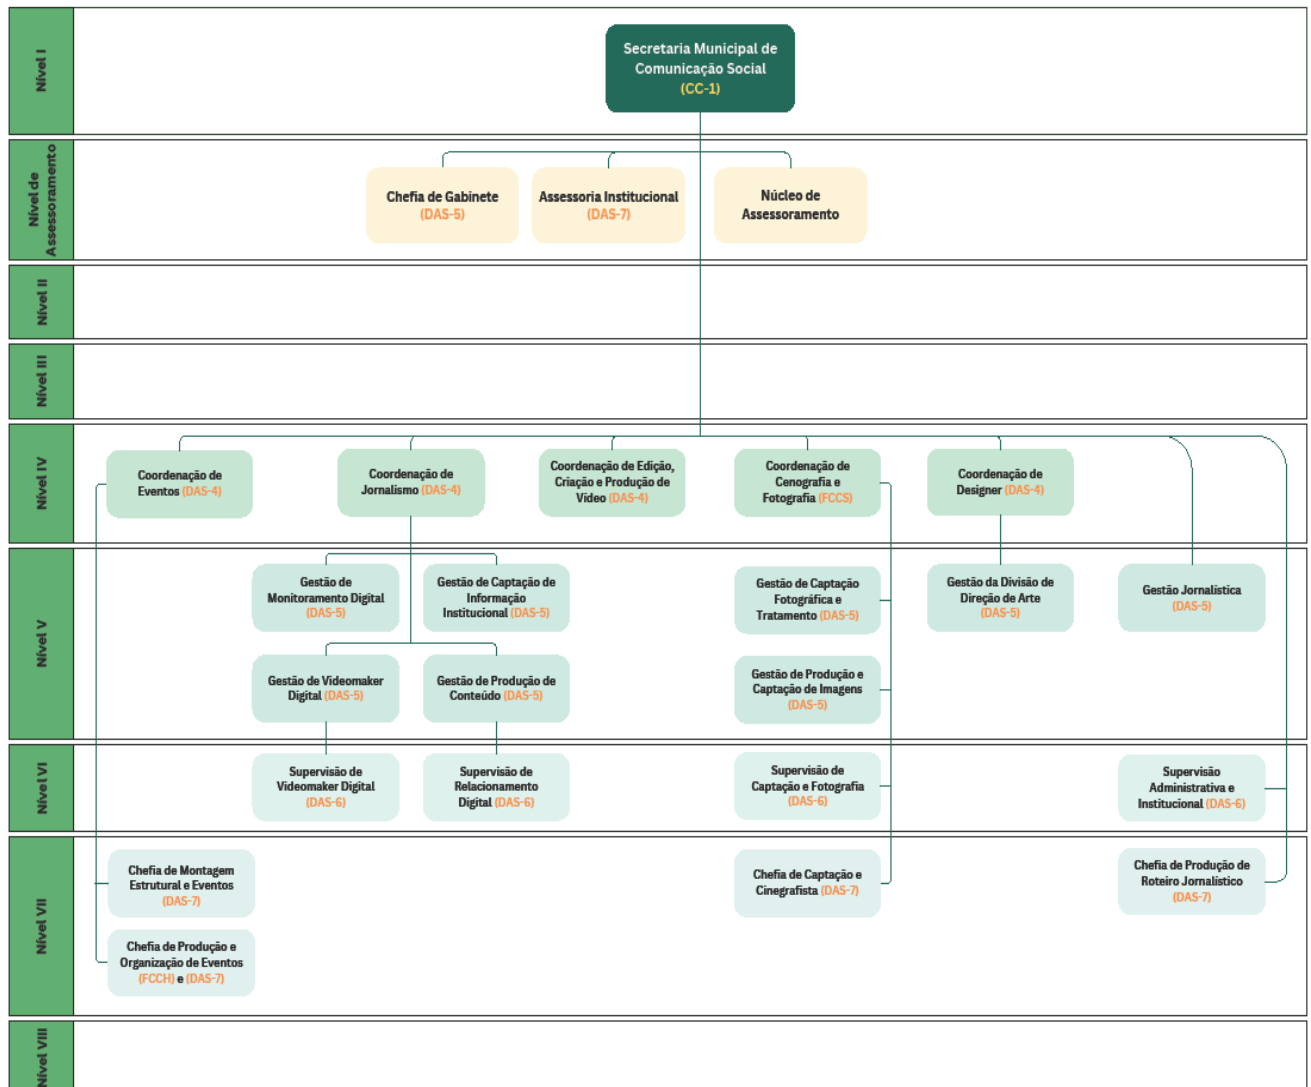 Nível I
Secretaria Municipal de
Comunicação Social
(CC-1)
Nível de
Assessoramento
Chefia de Gabinete
(DAS-5)
Assessoria Institucional
(DAS-7)
Núcleo de
Assessoramento
Nível II
Nível III
Nível IV
Coordenação de
Eventos (DAS-4)
Coordenação de
Jornalismo (DAS-4)
Coordenação de Edição,
Criação e Produção de
Vídeo (DAS-4)
Coordenação de
Cenografia e
Fotografia (FCCS)
Coordenação de
Designer (DAS-4)
Nível V
Gestão de
Monitoramento Digital
(DAS-5)
Gestão de Captação de
Informação
Institucional (DAS-5)
Gestão de Captação
Fotográfica e
Tratamento (DAS-5)
Gestão da Divisão de
Direção de Arte
(DAS-5)
Gestão Jornalística
(DAS-5)
Gestão de Videomaker
Digital (DAS-5)
Gestão de Produção de
Conteúdo (DAS-5)
Gestão de Produção e
Captação de Imagens
(DAS-5)
Nível VI
Supervisão de
Videomaker Digital
(DAS-6)
Supervisão de
Relacionamento
Digital (DAS-6)
Supervisão de
Captação e Fotografia
(DAS-6)
Supervisão
Administrativa e
Institucional (DAS-6)
Nível VII
Chefia de Montagem
Estrutural e Eventos
(DAS-7)
Chefia de Captação e
Cinegrafista (DAS-7)
Chefia de Produção de
Roteiro Jornalístico
(DAS-7)
Chefia de Produção e
Organização de Eventos
(FCCH) e (DAS-7)
Nível VIII